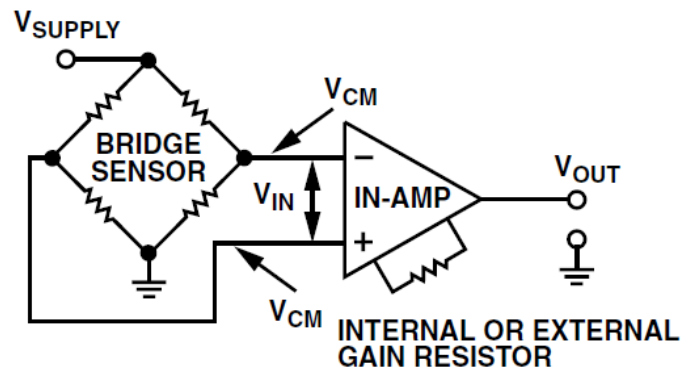 VSUPPLY
VCM
BRIDGE
SENSOR
VIN
IN-AMP
VOUT
−
+
VCM
INTERNAL OR EXTERNAL
GAIN RESISTOR